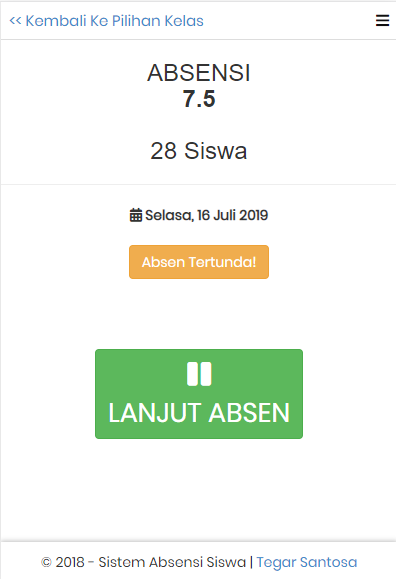 << Kembali Ke Pilihan Kelas
ABSENSI
7.5
28 Siswa
Selasa, 16 Juli 2019
Absen Tertunda!
LANJUT ABSEN
© 2018 - Sistem Absensi Siswa | Tegar Santosa